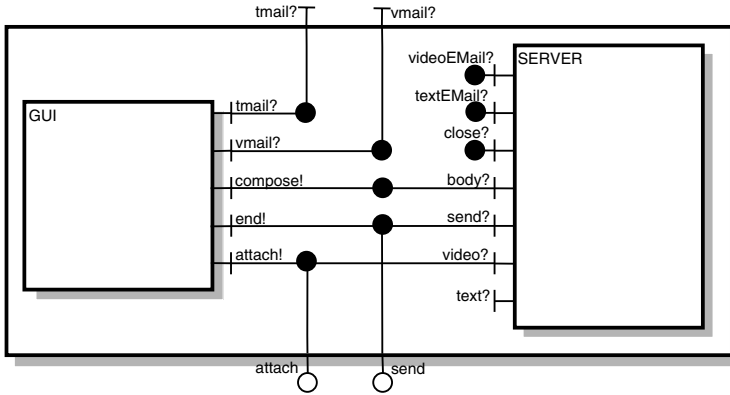 tmail?
vmail?
videoEMail?
SERVER
textEMail?
GUI
tmail?
close?
vmail?
compose!
body?
end!
send?
attach!
video?
text?
attach
send